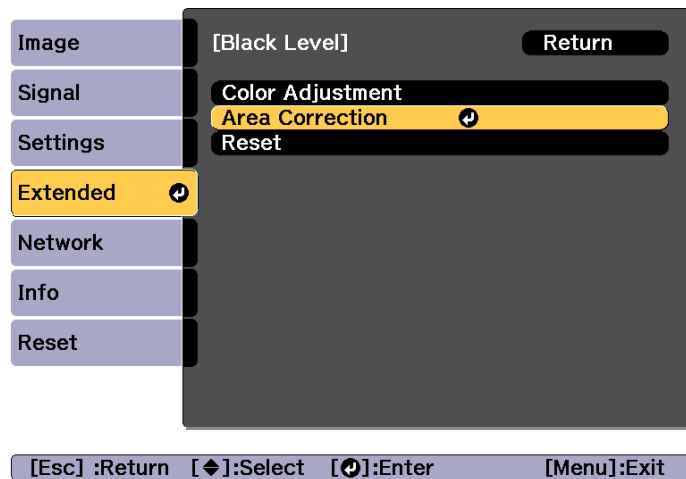 Image
Signal
Settings
Extended
Network
Info
Reset
[Black Level] Return
Color Adjustment
Area Correction
Reset
[Esc] :Return [◆]:Select [↵]:Enter [Menu]:Exit